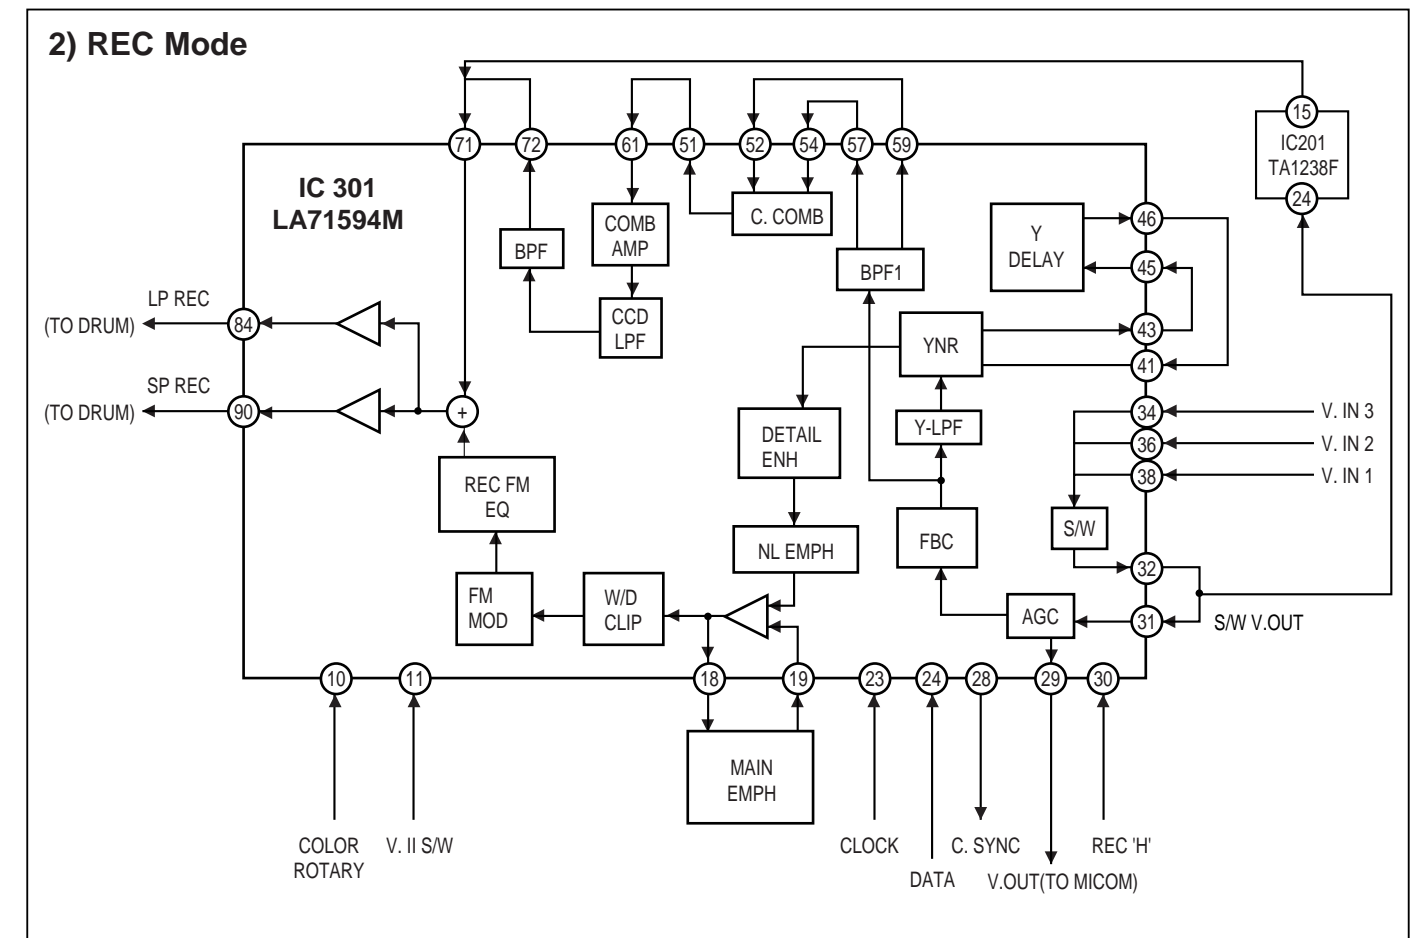 2) REC Mode
15
IC201
TA1238F
24
71
72
61
51
52
54
57
59
IC 301
LA71594M
BPF
COMB
AMP
C. COMB
BPF1
CCD
LPF
Y
DELAY
46
45
43
41
YNR
LP REC
(TO DRUM)
84
SP REC
(TO DRUM)
90
+
DETAIL
ENH
Y-LPF
34
V. IN 3
36
V. IN 2
38
V. IN 1
REC FM
EQ
NL EMPH
FBC
S/W
32
FM
MOD
W/D
CLIP
AGC
31
S/W V.OUT
10
11
18
19
23
24
28
29
30
MAIN
EMPH
COLOR
ROTARY
V. II S/W
CLOCK
DATA
C. SYNC
V.OUT(TO MICOM)
REC 'H'